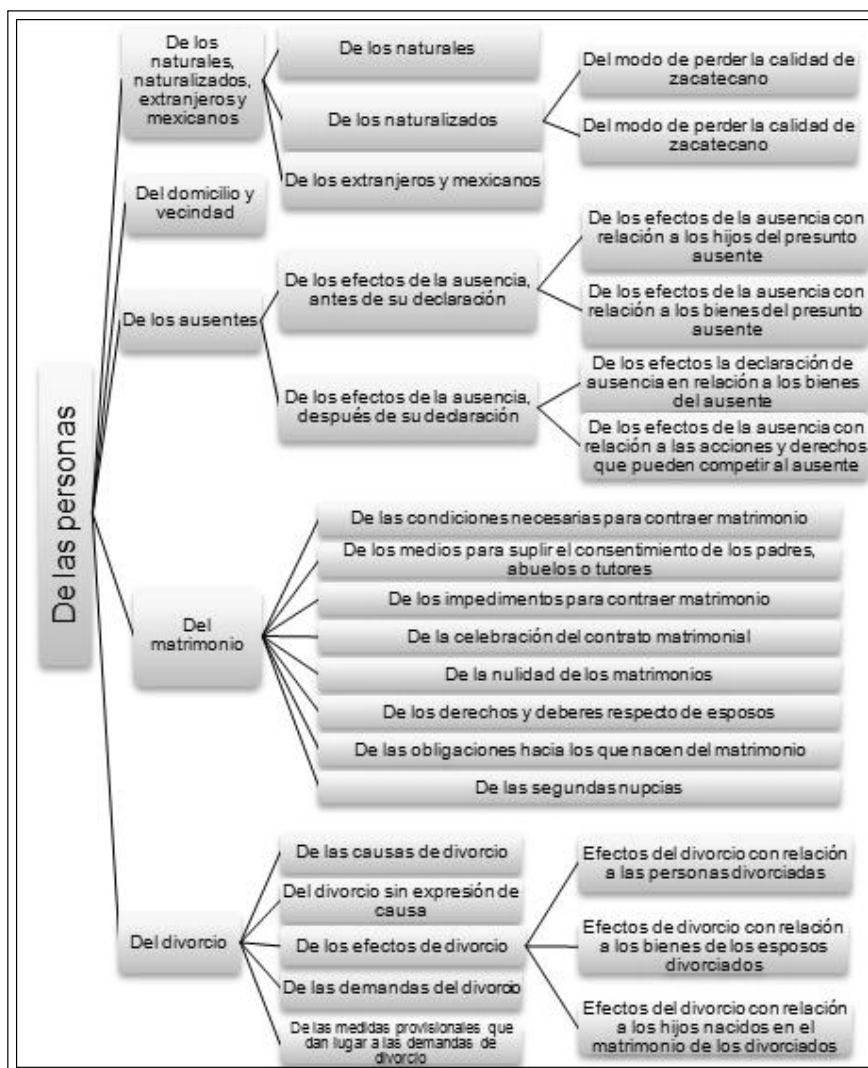 De las personas
De los
naturales,
naturalizados,
extranjeros y
mexicanos
De los naturales
De los naturalizados
Del modo de perder la calidad de
zacatecano
Del modo de perder la calidad de
zacatecano
De los extranjeros y mexicanos
Del domicilio y
vecindad
De los ausentes
De los efectos de la ausencia,
antes de su declaración
De los efectos de la ausencia con
relación a los hijos del presunto
ausente
De los efectos de la ausencia con
relación a los bienes del presunto
ausente
De los efectos de la ausencia,
después de su declaración
De los efectos la declaración de
ausencia en relación a los bienes
del ausente
De los efectos de la ausencia con
relación a las acciones y derechos
que pueden competir al ausente
Del
matrimonio
De las condiciones necesarias para contraer matrimonio
De los medios para suplir el consentimiento de los padres,
abuelos o tutores
De los impedimentos para contraer matrimonio
De la celebración del contrato matrimonial
De la nulidad de los matrimonios
De los derechos y deberes respecto de esposos
De las obligaciones hacia los que nacen del matrimonio
De las segundas nupcias
Del divorcio
De las causas de divorcio
Del divorcio sin expresión de
causa
De los efectos de divorcio
Efectos del divorcio con relación
a las personas divorciadas
Efectos de divorcio con relación
a los bienes de los esposos
divorciados
Efectos del divorcio con relación
a los hijos nacidos en el
matrimonio de los divorciados
De las demandas del divorcio
De las medidas provisionales que
dan lugar a las demandas de
divorcio